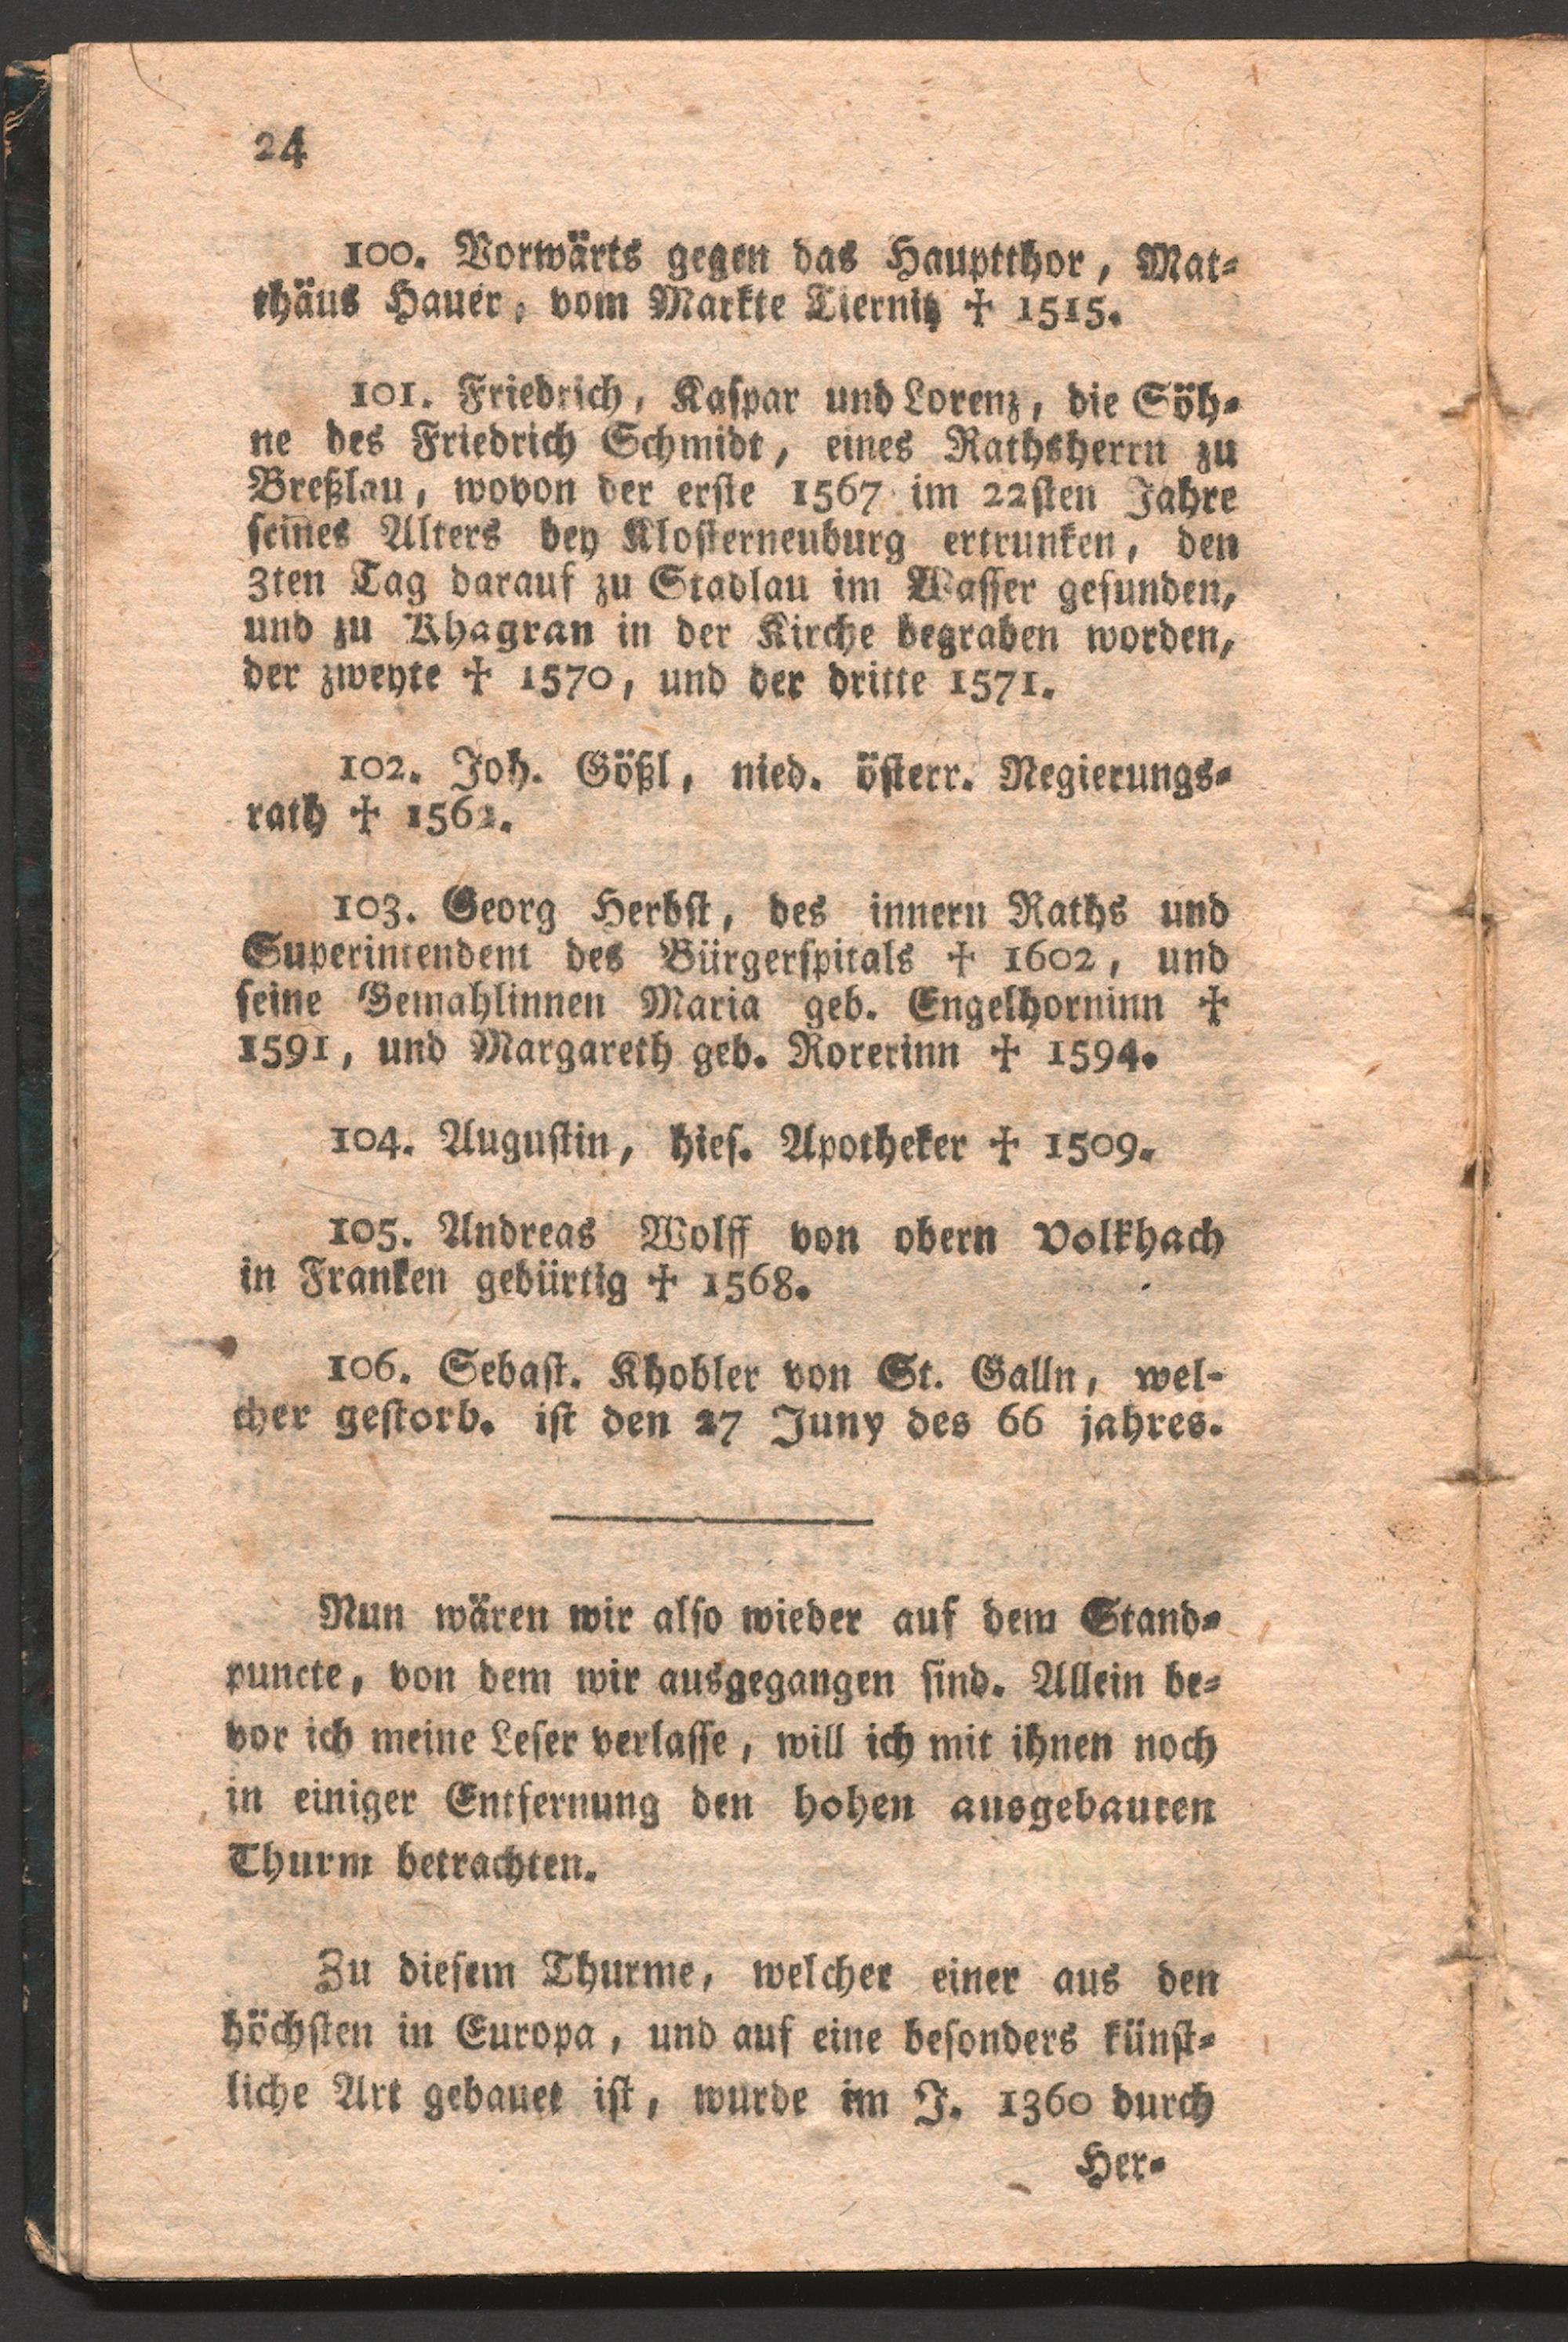 24
100. Vorwärts gegen das Hauptthor, Mat-
thäus Hauer, vom Markte Tiernitz ✝ 1515.
101. Friedrich, Kaspar und Lorenz, die Söh-
ne des Friedrich Schmidt, eines Rathsherrn zu
Breßlau, wovon der erste 1567 im 22sten Jahre
seines Alters bey Klosterneuburg ertrunken, den
3ten Tag darauf zu Stadlau im Wasser gefunden,
und zu Khagran in der Kirche begraben worden,
der zweyte ✝ 1570, und der dritte 1571.
102. Joh. Gößl, nied. österr. Regierungs-
rath ✝ 1562.
103. Georg Herbst, des innern Raths und
Superintendent des Bürgerspitals ✝ 1602, und
seine Gemahlinnen Maria geb. Engelhorninn ✝
1591, und Margareth geb. Rorerinn ✝ 1594.
104. Augustin, hies. Apotheker ✝ 1509.
105. Andreas Wolff von obern Volkhach
in Franken gebürtig ✝ 1568.
106. Sebast. Khobler von St. Galln, wel-
cher gestorb. ist den 27 Juny des 66 jahres.
Nun wären wir also wieder auf dem Stand-
puncte, von dem wir ausgegangen sind. Allein be-
vor ich meine Leser verlasse, will ich mit ihnen noch
in einiger Entfernung den hohen ausgebauten
Thurm betrachten.
Zu diesem Thurme, welcher einer aus den
höchsten in Europa, und auf eine besonders künst-
liche Art gebauet ist, wurde im J. 1360 durch
Her-